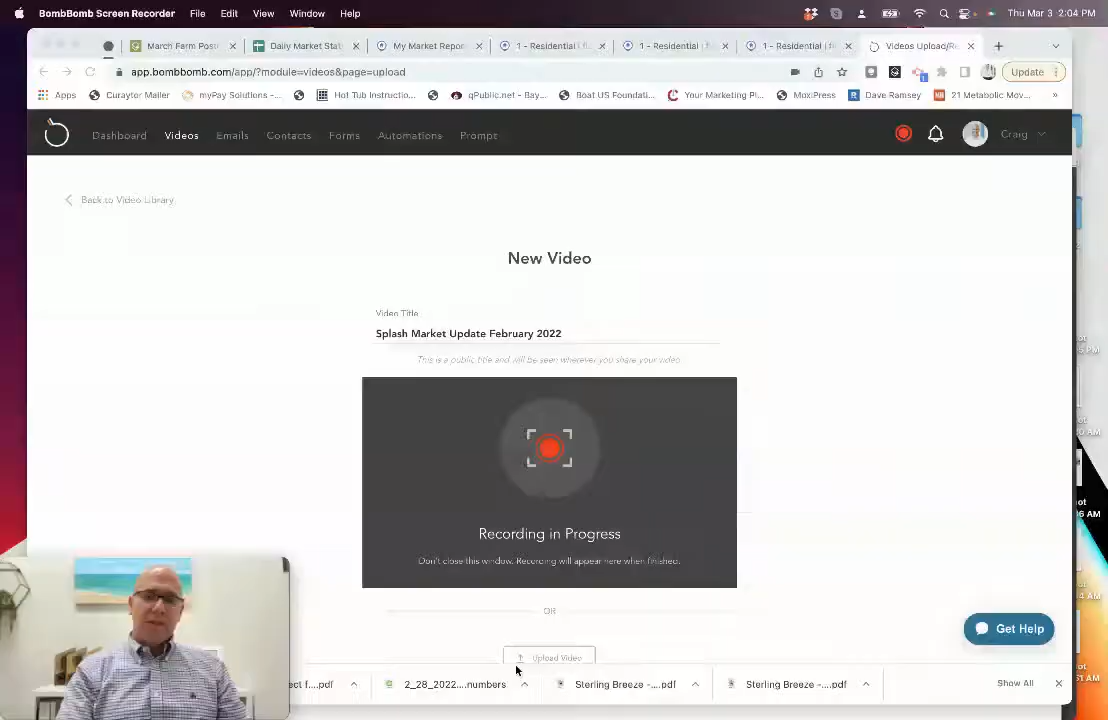 BombBomb Screen Recorder File Edit View Window Help Thu Mar 3 2:04 PM
March Farm Post Daily Market Stat My Market Repor 1 - Residential 1 - Residential 1 - Residential Videos Upload/Re
app.bombbomb.com/app/?module=videos&page=upload Update
Apps Curaytor Mailer myPay Solutions -... Hot Tub Instructio... qPublic.net - Bay... Boat US Foundati... Your Marketing Pl... MoxiPress Dave Ramsey 21 Metabolic Mov... »
Dashboard Videos Emails Contacts Forms Automations Prompt Craig
Back to Video Library
New Video
Video Title
Splash Market Update February 2022
This is a public title and will be seen wherever you share your video.
Recording in Progress
Don't close this window. Recording will appear here when finished.
OR
Upload Video
Get Help
ect f....pdf 2_28_2022....numbers Sterling Breeze -....pdf Sterling Breeze -....pdf Show All